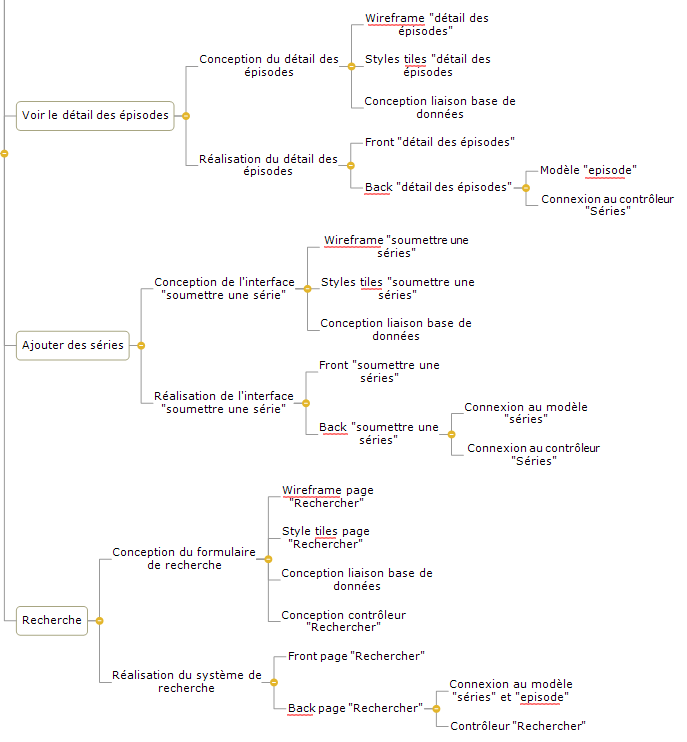 Voir le détail des épisodes
Conception du détail des
épisodes
Wireframe "détail des
épisodes"
Styles tiles "détail des
épisodes
Conception liaison base de
données
Réalisation du détail des
épisodes
Front "détail des épisodes"
Back "détail des épisodes"
Modèle "episode"
Connexion au contrôleur
"Séries"
Ajouter des séries
Conception de l'interface
"soumettre une série"
Wireframe "soumettre une
séries"
Styles tiles "soumettre une
séries"
Conception liaison base de
données
Réalisation de l'interface
"soumettre une série"
Front "soumettre une
séries"
Back "soumettre une
séries"
Connexion au modèle
"séries"
Connexion au contrôleur
"Séries"
Recherche
Conception du formulaire
de recherche
Wireframe page
"Rechercher"
Style tiles page
"Rechercher"
Conception liaison base de
données
Conception contrôleur
"Rechercher"
Réalisation du système de
recherche
Front page "Rechercher"
Back page "Rechercher"
Connexion au modèle
"séries" et "episode"
Contrôleur "Rechercher"